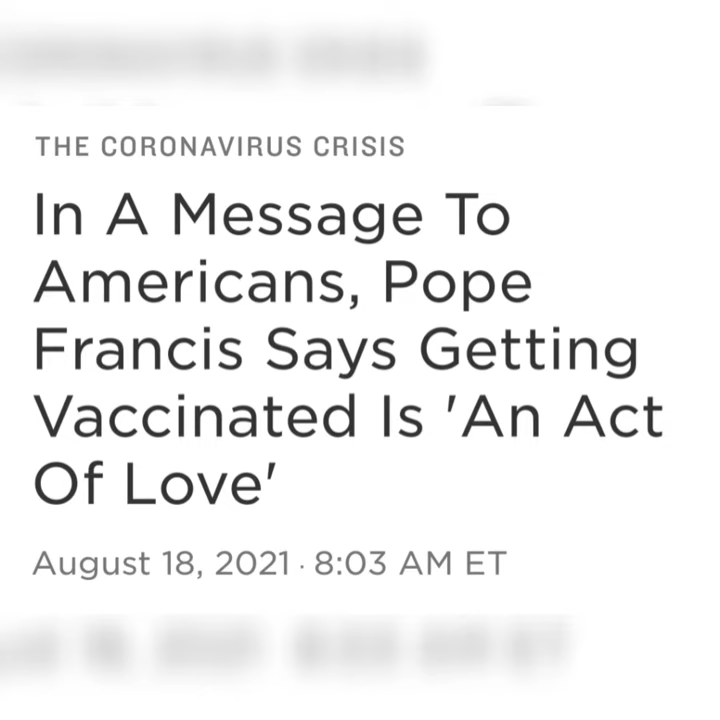 THE CORONAVIRUS CRISIS
In A Message To
Americans, Pope
Francis Says Getting
Vaccinated Is 'An Act
Of Love'
August 18, 2021 · 8:03 AM ET